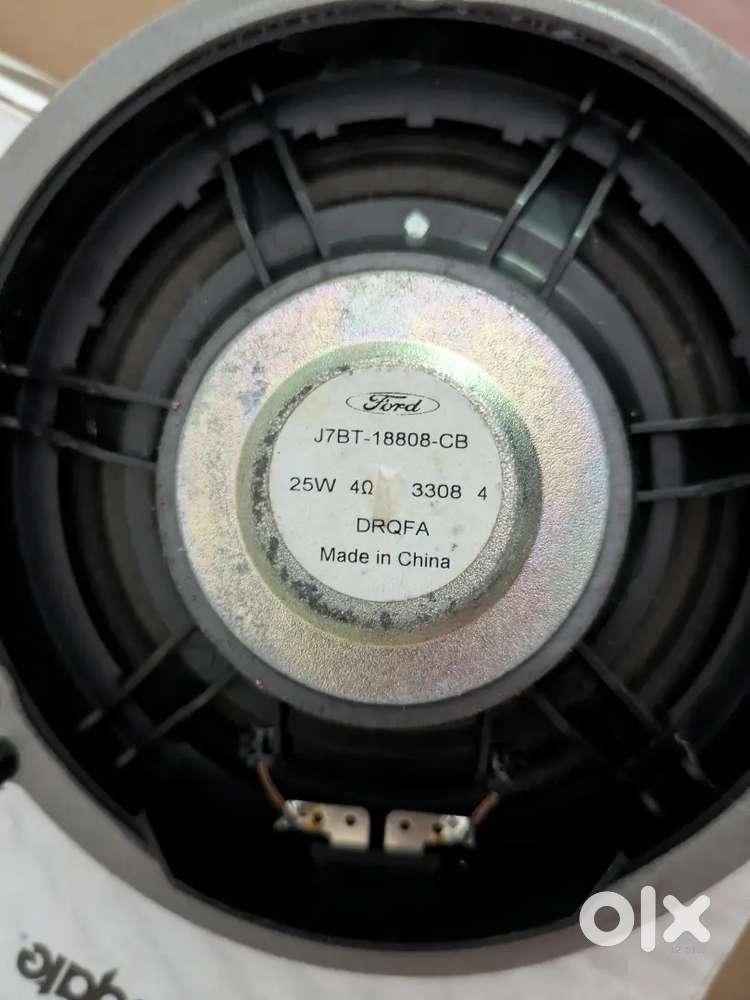 Ford
J7BT-18808-CB
25W 4Ω 3308 4
DRQFA
Made in China
olx